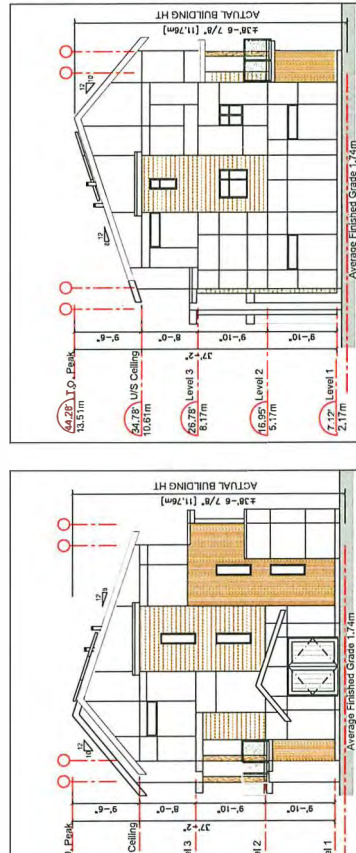 44.28' T.O. Peak
13.51m
34.78' U/S Ceiling
10.61m
26.78' Level 3
8.17m
16.95' Level 2
5.17m
7.12' Level 1
2.17m
9'-6"
8'-0"
9'-10"
9'-10"
37'-2"
12
8
12
10
ACTUAL BUILDING HT
±38'-6 7/8" [11.76m]
Average Finished Grade 1.74m
Peak
Ceiling
3
2
1
9'-6"
8'-0"
9'-10"
9'-10"
37'-2"
12
10
12
8
ACTUAL BUILDING HT
±38'-6 7/8" [11.76m]
Average Finished Grade 1.74m